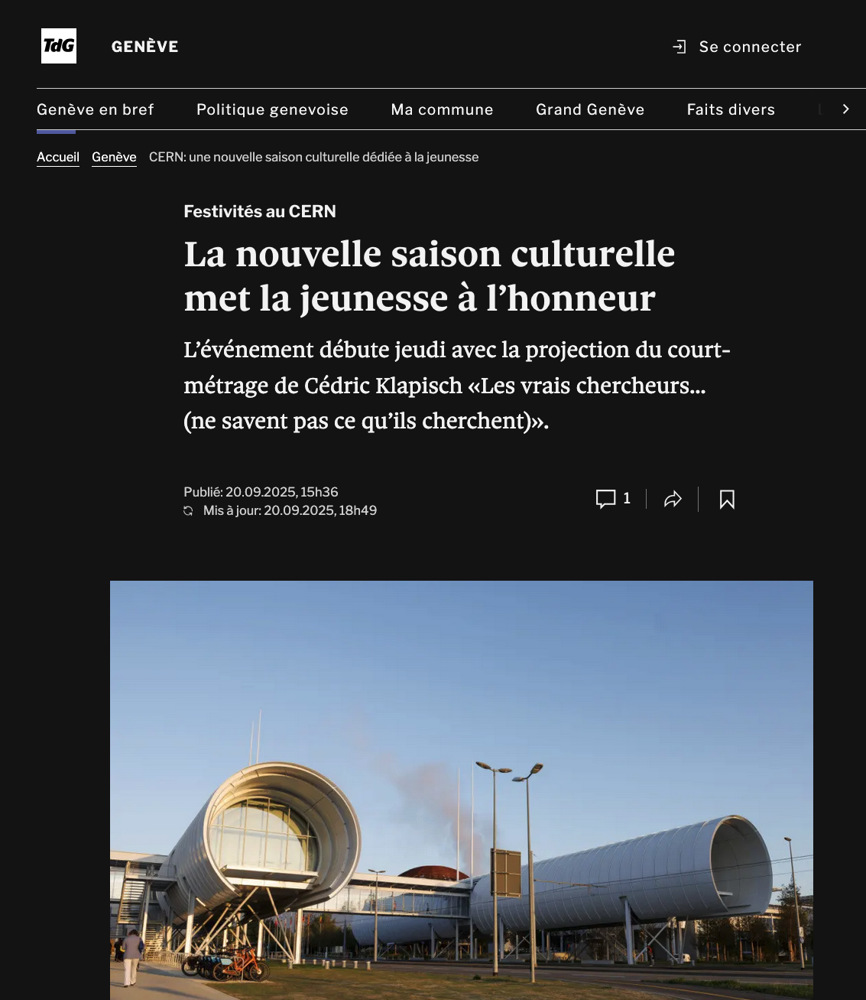 TdG
GENÈVE
Se connecter
Genève en bref
Politique genevoise
Ma commune
Grand Genève
Faits divers
Accueil
Genève
CERN: une nouvelle saison culturelle dédiée à la jeunesse
Festivités au CERN
La nouvelle saison culturelle
met la jeunesse à l’honneur
L’événement débute jeudi avec la projection du court-
métrage de Cédric Klapisch «Les vrais chercheurs…
(ne savent pas ce qu’ils cherchent)».
Publié: 20.09.2025, 15h36
Mis à jour: 20.09.2025, 18h49
1